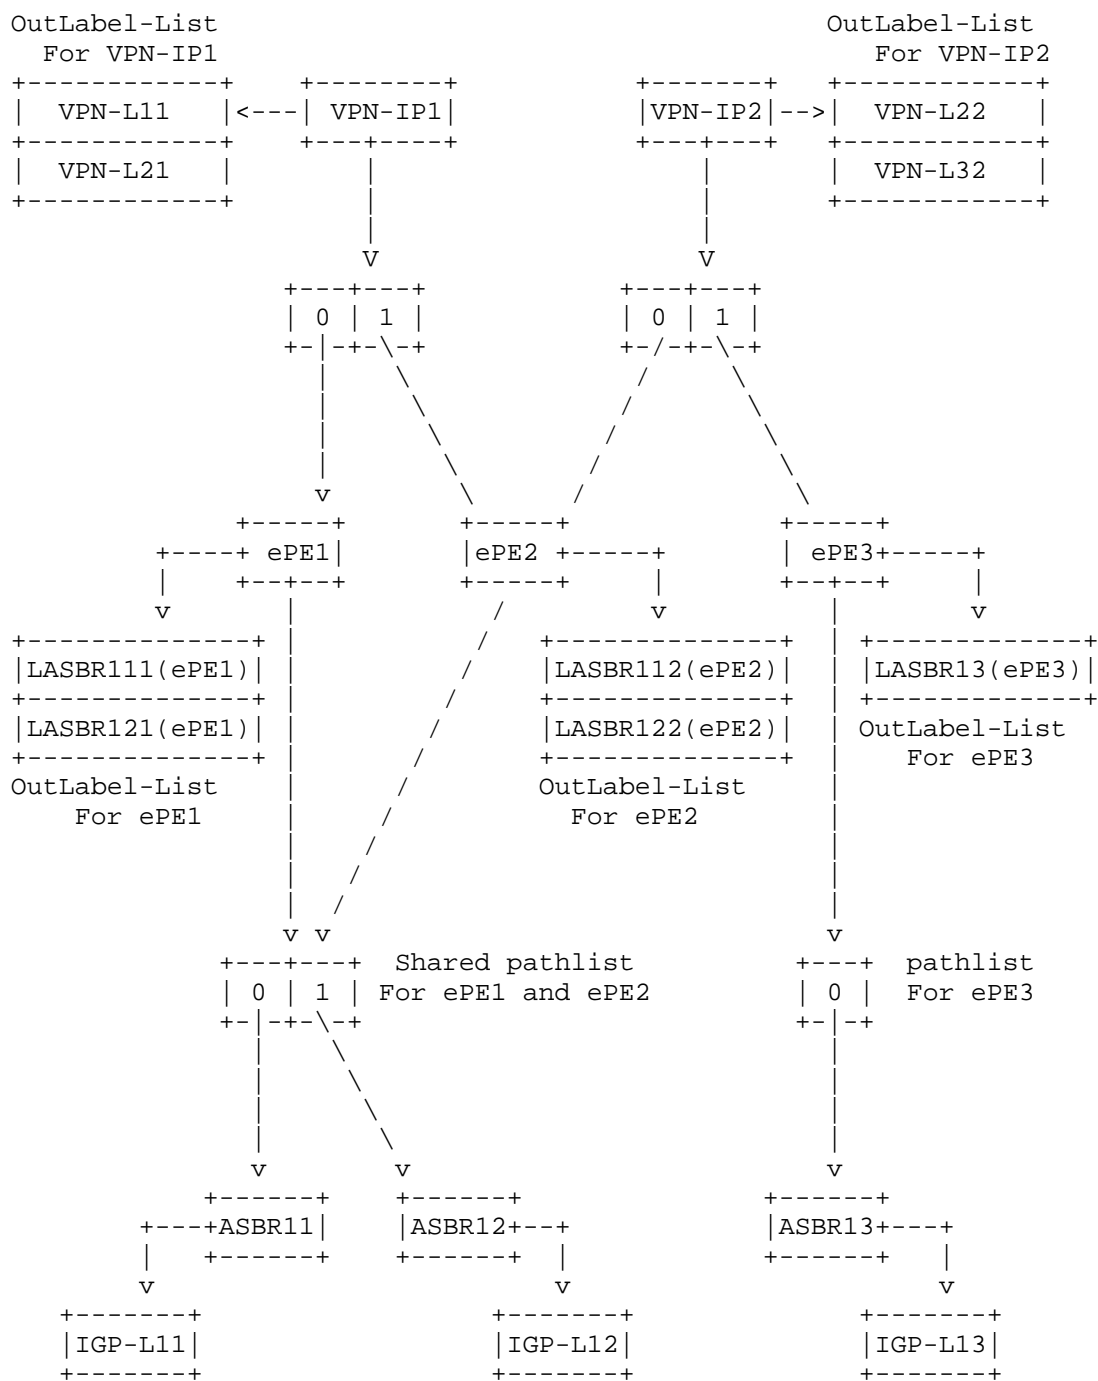 OutLabel-List OutLabel-List
For VPN-IP1 For VPN-IP2
VPN-L11 VPN-IP1 VPN-IP2 VPN-L22
VPN-L21 VPN-L32
0 1 0 1
ePE1 ePE2 ePE3
LASBR111(ePE1) LASBR112(ePE2) LASBR13(ePE3)
LASBR121(ePE1) LASBR122(ePE2) OutLabel-List
For ePE3
OutLabel-List OutLabel-List
For ePE1 For ePE2
Shared pathlist pathlist
0 1 For ePE1 and ePE2 0 For ePE3
ASBR11 ASBR12 ASBR13
IGP-L11 IGP-L12 IGP-L13